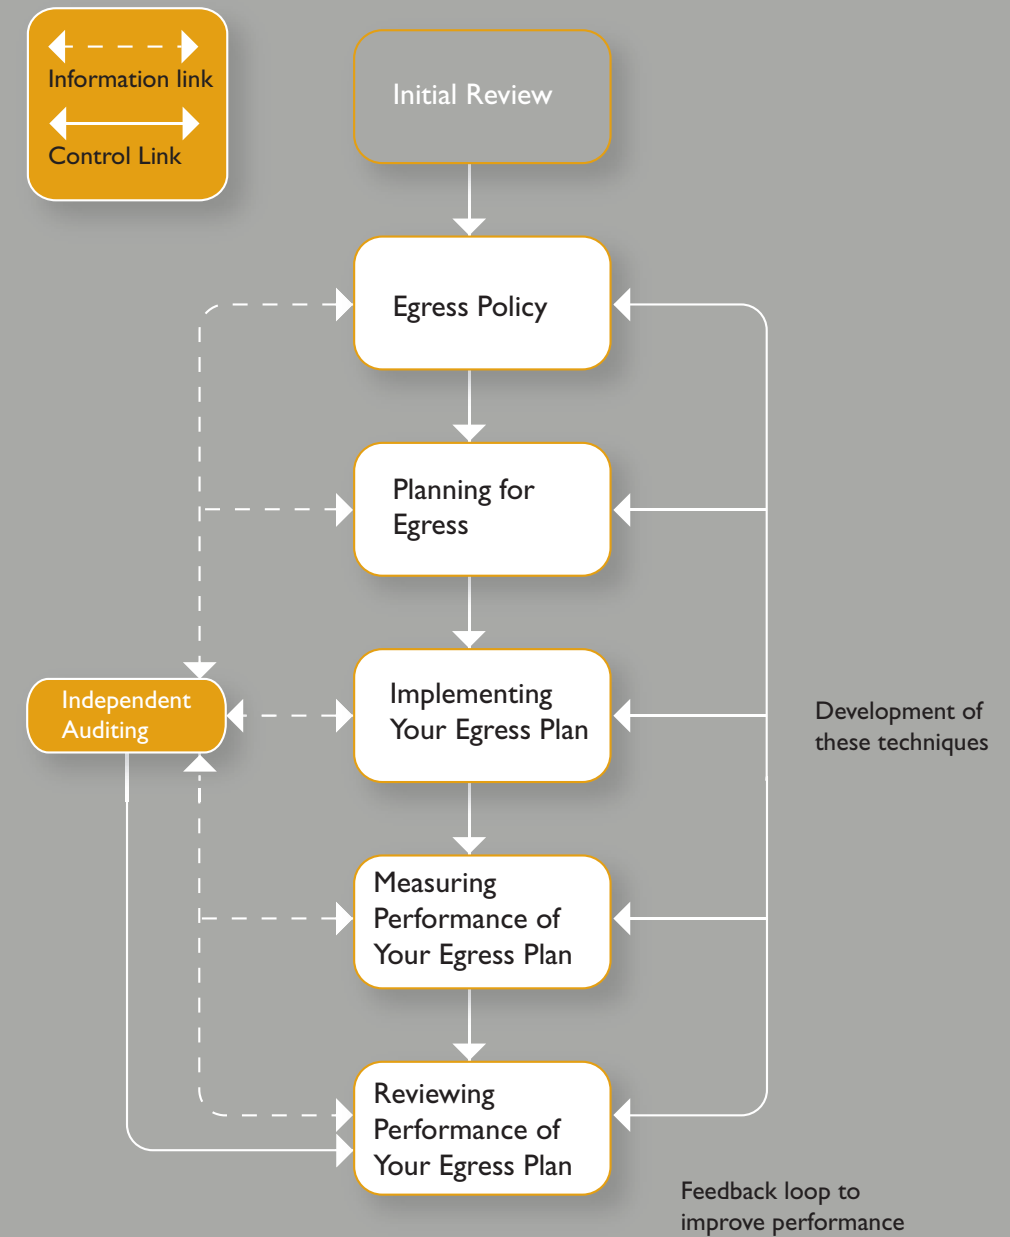 Information link
Control Link
Initial Review
Egress Policy
Planning for
Egress
Independent
Auditing
Implementing
Your Egress Plan
Development of
these techniques
Measuring
Performance of
Your Egress Plan
Reviewing
Performance of
Your Egress Plan
Feedback loop to
improve performance